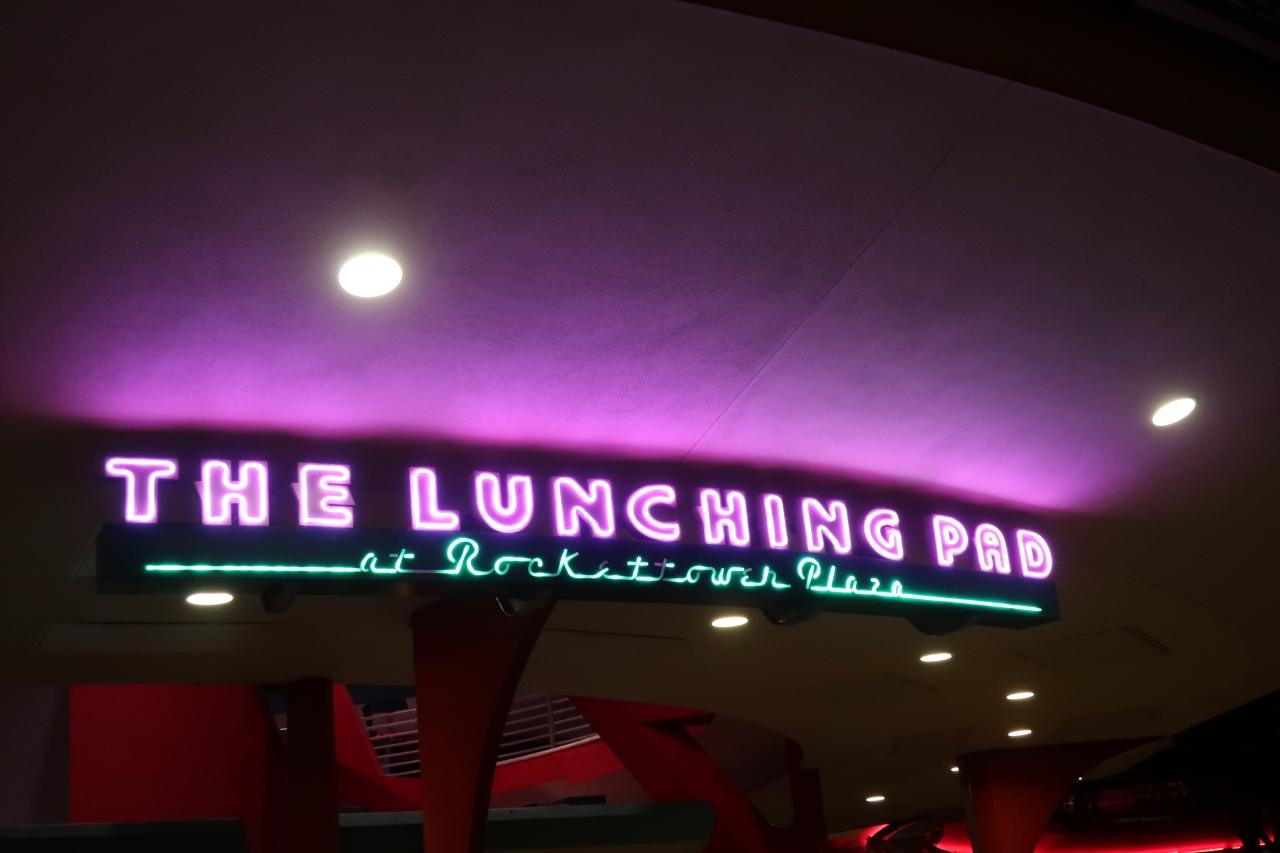 THE LUNCHING PAD
at Rockettower Plaza